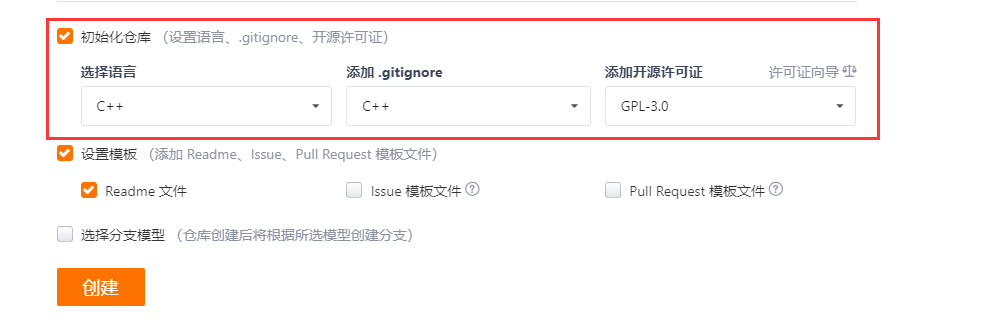 初始化仓库 （设置语言、.gitignore、开源许可证）
选择语言 添加 .gitignore 添加开源许可证 许可证向导
C++ C++ GPL-3.0
设置模板 （添加 Readme、Issue、Pull Request 模板文件）
Readme 文件 Issue 模板文件 ? Pull Request 模板文件 ?
选择分支模型 （仓库创建后将根据所选模型创建分支）
创建